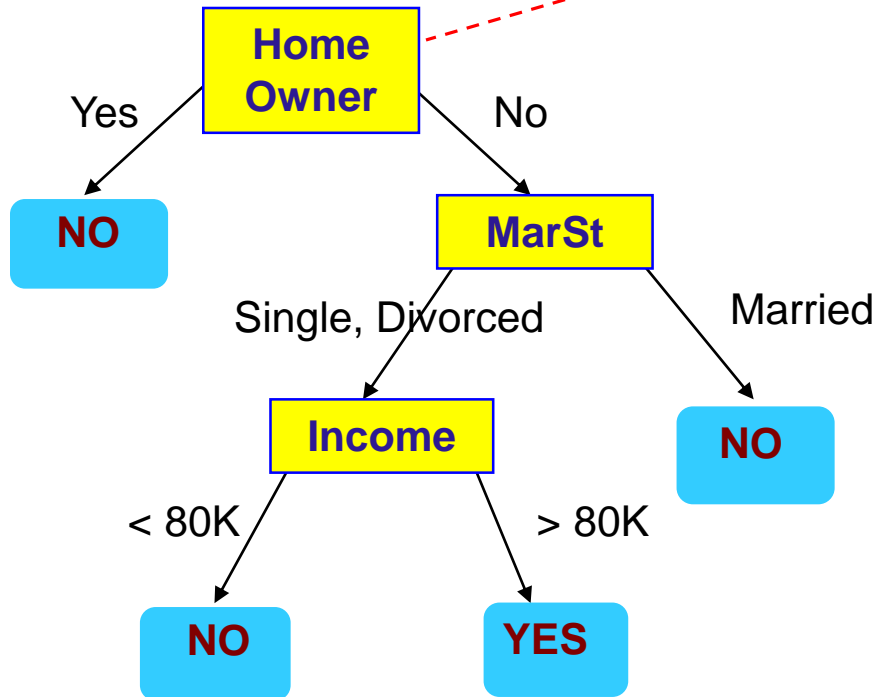 Home
Owner
Yes
No
NO
MarSt
Single, Divorced
Married
Income
NO
< 80K
> 80K
NO
YES